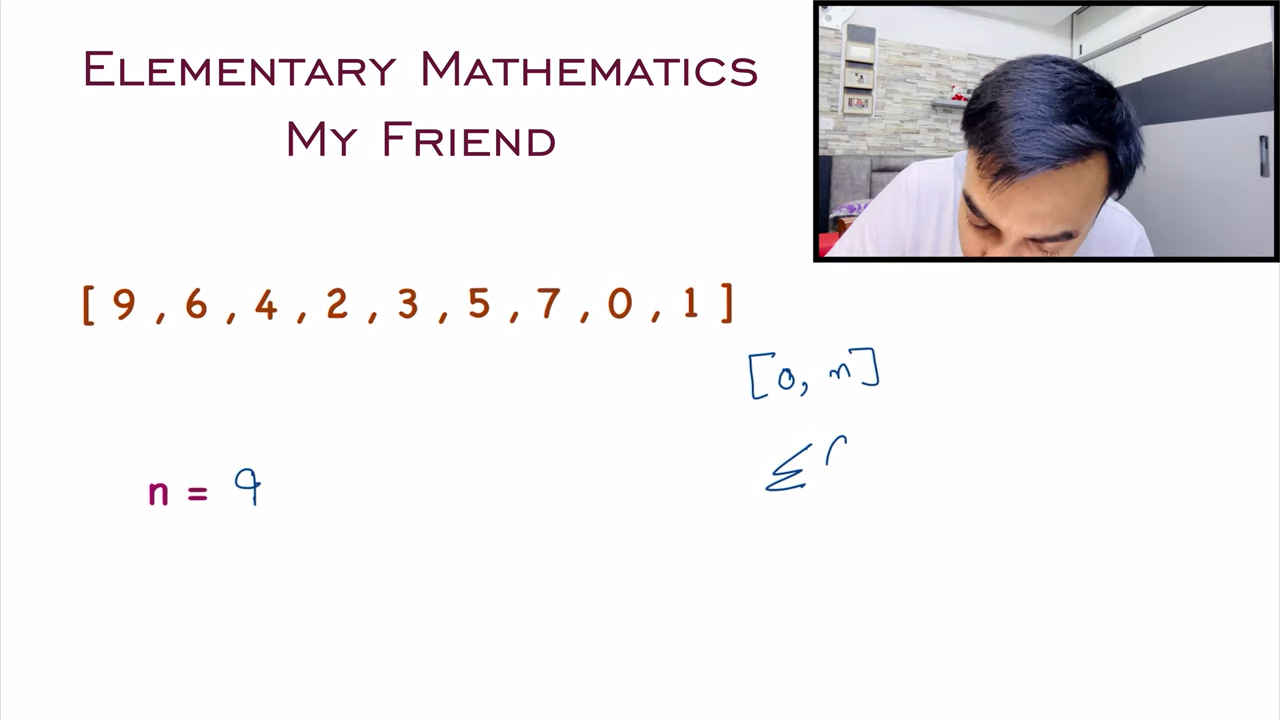 ELEMENTARY MATHEMATICS
MY FRIEND
[ 9 , 6 , 4 , 2 , 3 , 5 , 7 , 0 , 1 ]
[0, n]
Σ
n = 9